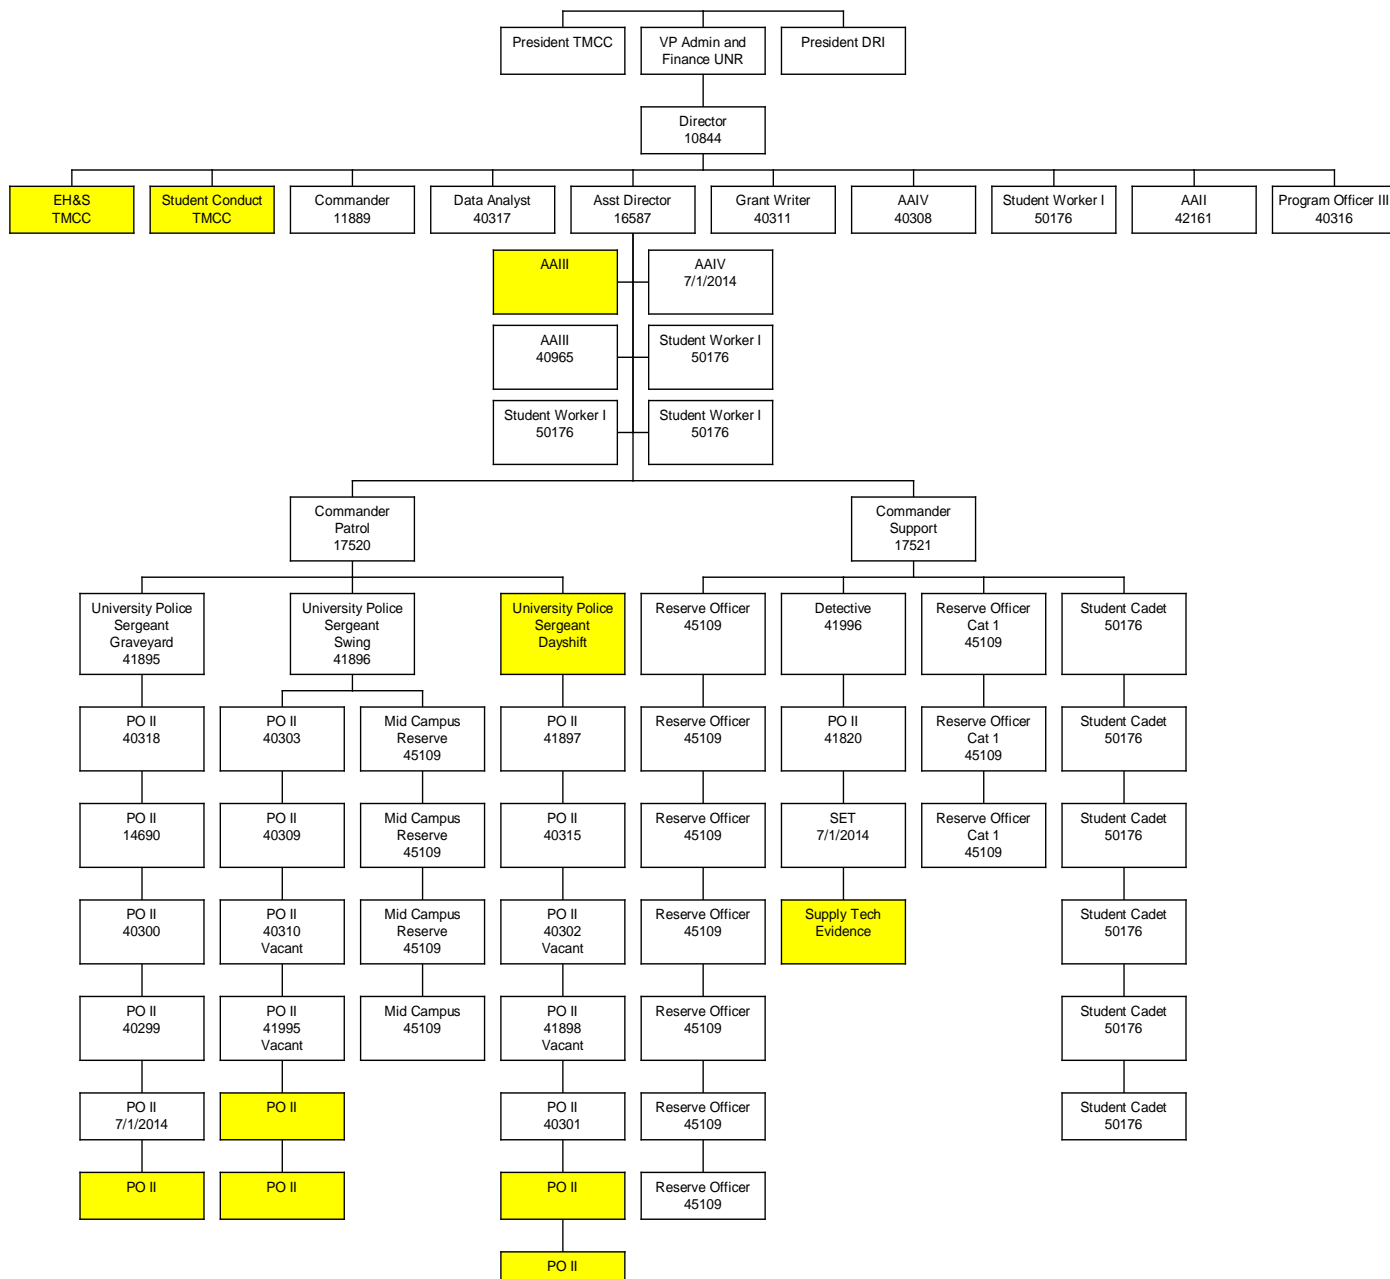 President TMCC
VP Admin and
Finance UNR
President DRI
Director
10844
EH&S
TMCC
Student Conduct
TMCC
Commander
11889
Data Analyst
40317
Asst Director
16587
Grant Writer
40311
AAIV
40308
Student Worker I
50176
AAII
42161
Program Officer III
40316
AAIII
AAIV
7/1/2014
AAIII
40965
Student Worker I
50176
Student Worker I
50176
Student Worker I
50176
Commander
Patrol
17520
Commander
Support
17521
University Police
Sergeant
Graveyard
41895
University Police
Sergeant
Swing
41896
University Police
Sergeant
Dayshift
Reserve Officer
45109
Detective
41996
Reserve Officer
Cat 1
45109
Student Cadet
50176
PO II
40318
PO II
40303
Mid Campus
Reserve
45109
PO II
41897
Reserve Officer
45109
PO II
41820
Reserve Officer
Cat 1
45109
Student Cadet
50176
PO II
14690
PO II
40309
Mid Campus
Reserve
45109
PO II
40315
Reserve Officer
45109
SET
7/1/2014
Reserve Officer
Cat 1
45109
Student Cadet
50176
PO II
40300
PO II
40310
Vacant
Mid Campus
Reserve
45109
PO II
40302
Vacant
Reserve Officer
45109
Supply Tech
Evidence
Student Cadet
50176
PO II
40299
PO II
41995
Vacant
Mid Campus
45109
PO II
41898
Vacant
Reserve Officer
45109
Student Cadet
50176
PO II
7/1/2014
PO II
PO II
40301
Reserve Officer
45109
Student Cadet
50176
PO II
PO II
PO II
Reserve Officer
45109
PO II